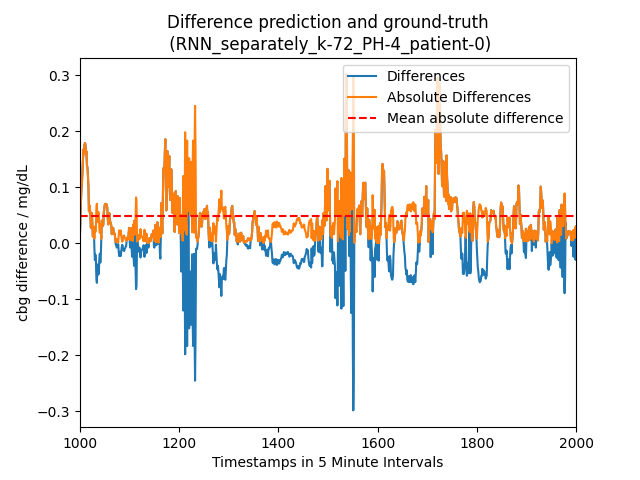 Difference prediction and ground-truth
(RNN_separately_k-72_PH-4_patient-0)
Differences
Absolute Differences
Mean absolute difference
cbg difference / mg/dL
0.3
0.2
0.1
0.0
−0.1
−0.2
−0.3
1000 1200 1400 1600 1800 2000
Timestamps in 5 Minute Intervals